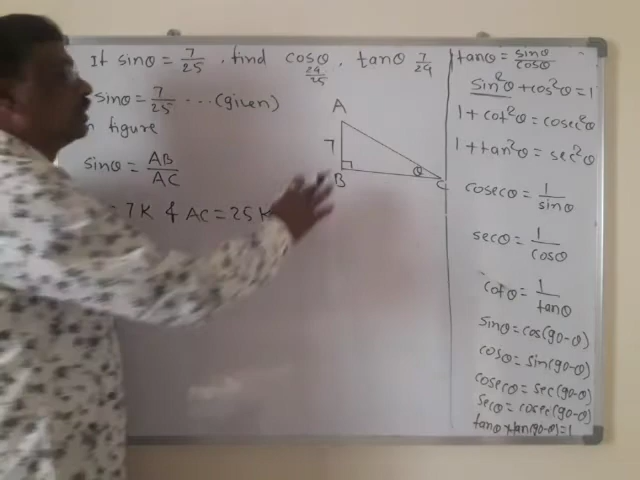 If sinθ = 7/25 . find cosθ 24/25 . tanθ 7/24
sinθ = 7/25 ... (given)
figure
sinθ = AB/AC
= 7K & AC = 25K
A
7
B
θ
C
tanθ = sinθ/cosθ
sin²θ + cos²θ = 1
1 + cot²θ = cosec²θ
1 + tan²θ = sec²θ
cosecθ = 1/sinθ
secθ = 1/cosθ
cotθ = 1/tanθ
sinθ = cos(90-θ)
cosθ = sin(90-θ)
cosecθ = sec(90-θ)
secθ = cosec(90-θ)
tanθ × tan(90-θ) = 1